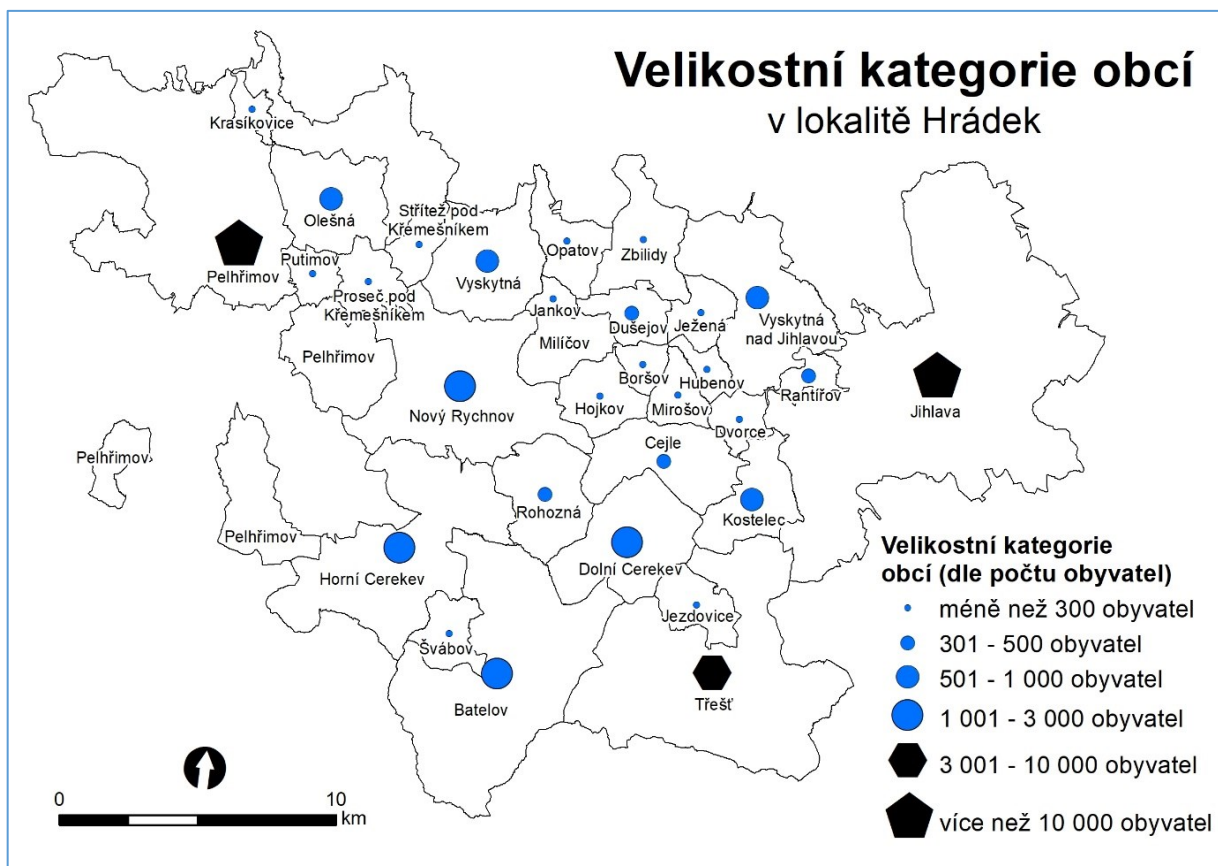 Velikostní kategorie obcí
v lokalitě Hrádek
Krasíkovice
Olešná
Střítež pod
Křemešníkem
Pelhřimov
Putimov
Proseč pod
Křemešníkem
Vyskytná
Opatov
Zbilidy
Jankov
Dušejov
Ježená
Vyskytná
nad Jihlavou
Milíčov
Pelhřimov
Boršov
Hubenov
Rantířov
Jihlava
Nový Rychnov
Hojkov
Mirošov
Dvorce
Cejle
Pelhřimov
Rohozná
Kostelec
Pelhřimov
Horní Cerekev
Dolní Cerekev
Jezdovice
Švábov
Batelov
Třešť
Velikostní kategorie
obcí (dle počtu obyvatel)
méně než 300 obyvatel
301 - 500 obyvatel
501 - 1 000 obyvatel
1 001 - 3 000 obyvatel
3 001 - 10 000 obyvatel
více než 10 000 obyvatel
0 10
km